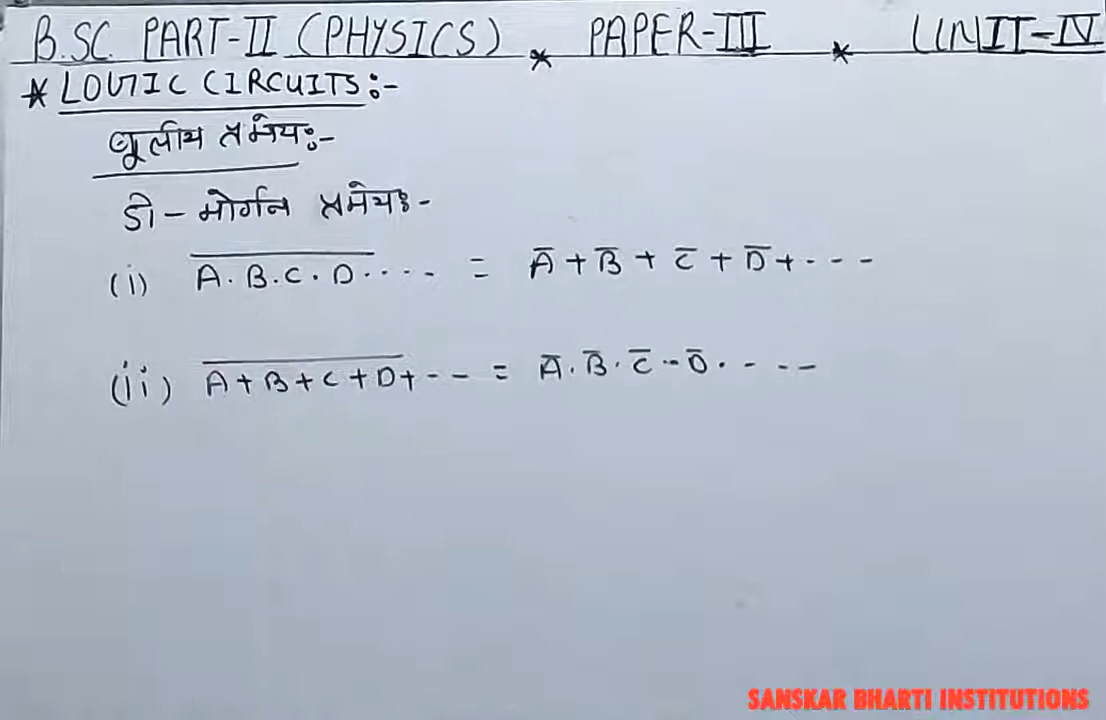 B.SC. PART-II (PHYSICS) * PAPER-III * UNIT-IV
* LOGIC CIRCUITS:-
बूलीय प्रमेय:-
डी-मोर्गन प्रमेय:-
(i) A̅.̅B̅.̅C̅.̅D̅.... = A̅ + B̅ + C̅ + D̅ + ---
(ii) A̅+̅B̅+̅C̅+̅D̅+-- = A̅.B̅.C̅--D̅.---
SANSKAR BHARTI INSTITUTIONS